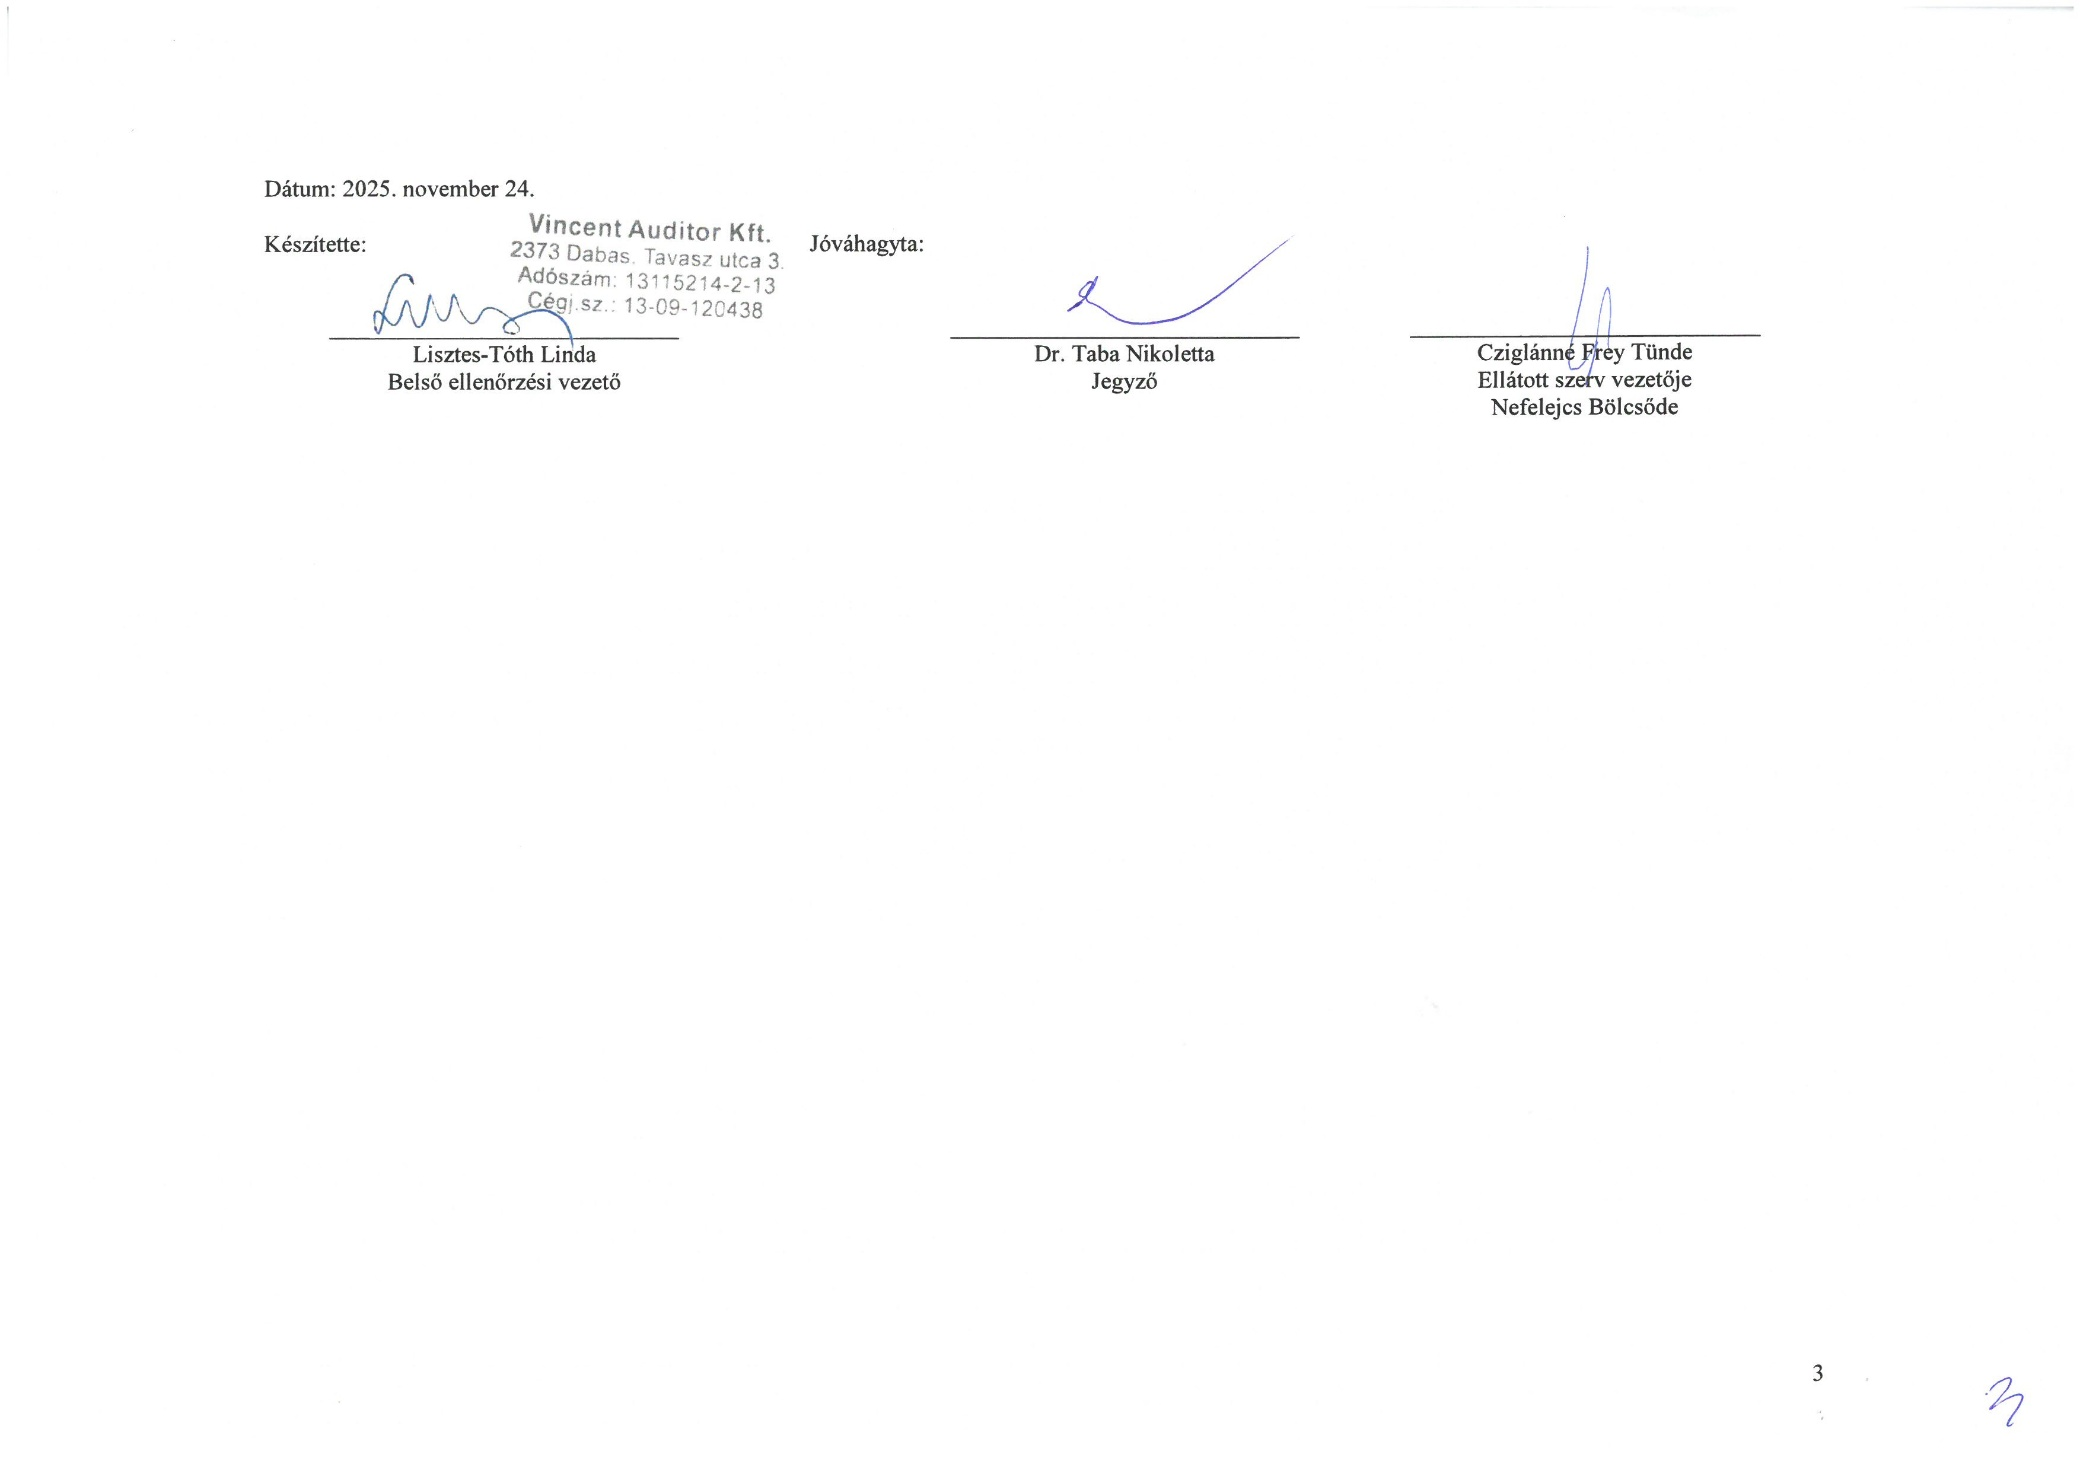 Dátum: 2025. november 24.
Készítette:
Vincent Auditor Kft.
2373 Dabas. Tavasz utca 3.
Adószám: 13115214-2-13
Cégj.sz.: 13-09-120438
Jóváhagyta:
Lisztes-Tóth Linda
Belső ellenőrzési vezető
Dr. Taba Nikoletta
Jegyző
Cziglánné Frey Tünde
Ellátott szerv vezetője
Nefelejcs Bölcsőde
3